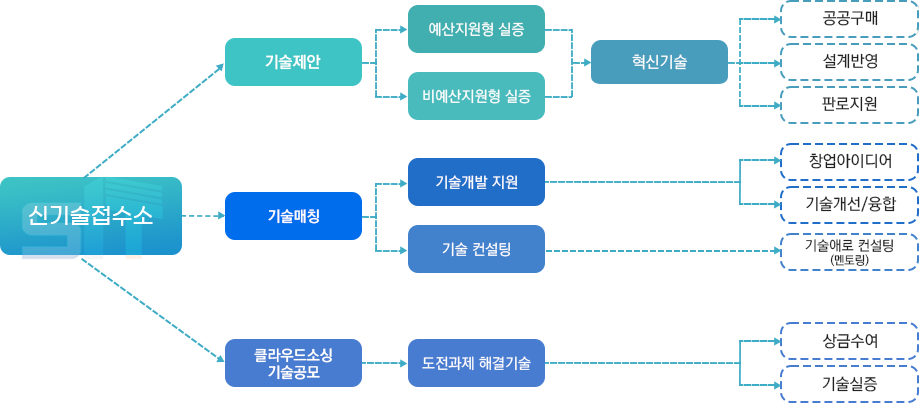 신기술접수소
기술제안
예산지원형 실증
비예산지원형 실증
혁신기술
공공구매
설계반영
판로지원
기술매칭
기술개발 지원
기술 컨설팅
창업아이디어
기술개선/융합
기술애로 컨설팅
(멘토링)
클라우드소싱
기술공모
도전과제 해결기술
상금수여
기술실증